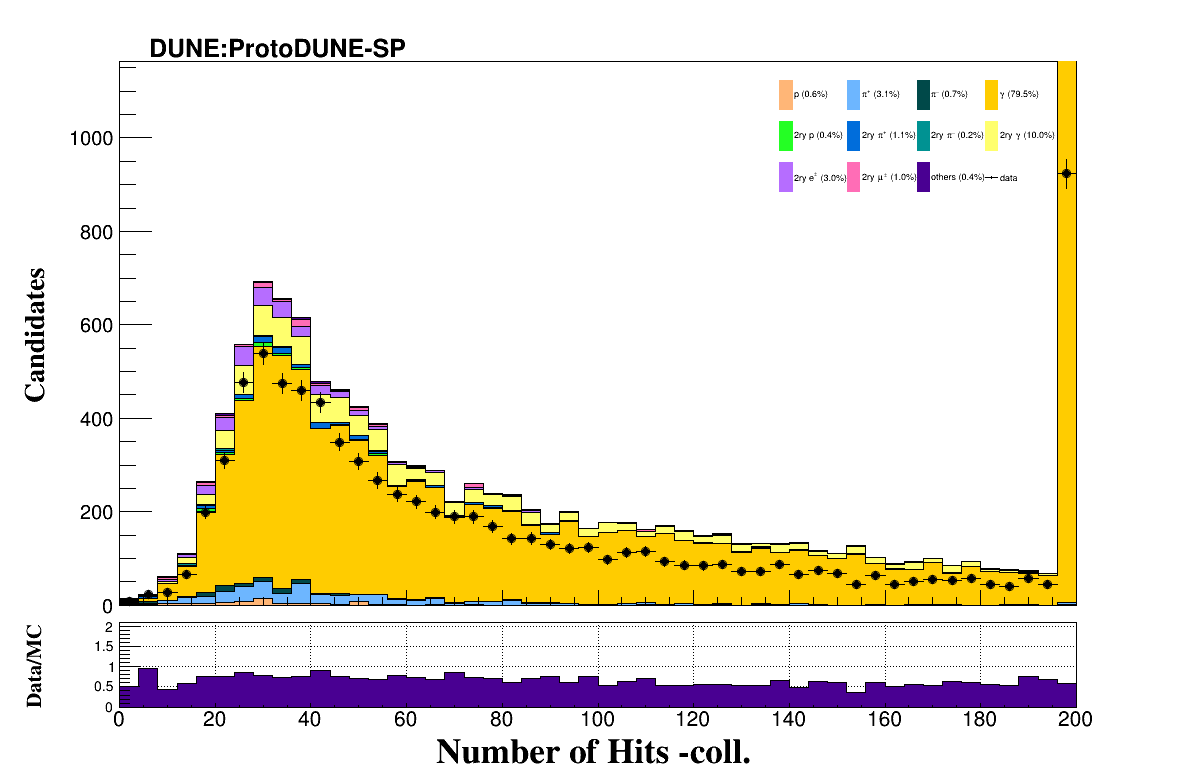 DUNE:ProtoDUNE-SP
p (0.6%) π⁺ (3.1%) π⁻ (0.7%) γ (79.5%)
2ry p (0.4%) 2ry π⁺ (1.1%) 2ry π⁻ (0.2%) 2ry γ (10.0%)
2ry e± (3.0%) 2ry μ± (1.0%) others (0.4%) data
Candidates
1000
800
600
400
200
0
Data/MC
2
1.5
1
0.5
0
0 20 40 60 80 100 120 140 160 180 200
Number of Hits -coll.